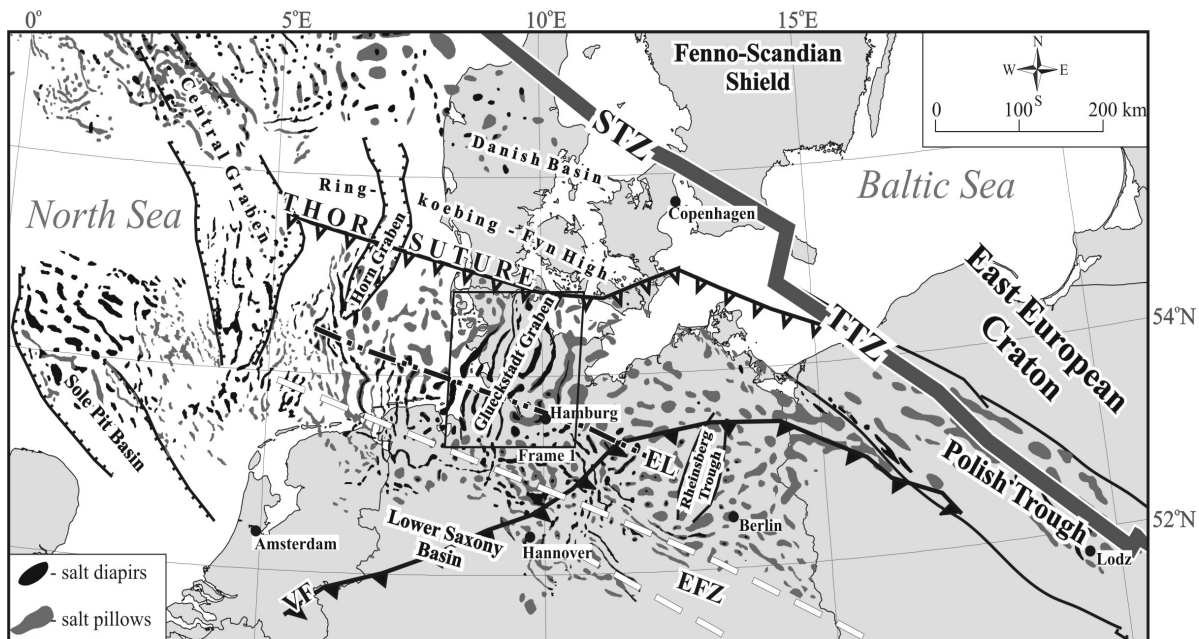 0°
5°E
10°E
15°E
Fenno-Scandian
Shield
N
W E
S
0 100 200 km
STZ
Central Graben
Danish Basin
Baltic Sea
North Sea
Ring-
koebing - Fyn High
Copenhagen
THOR SUTURE
Horn Graben
East European
Craton
54°N
TTZ
Glueckstadt Graben
Sole Pit Basin
Hamburg
Frame 1
EL
Rheinsberg
Trough
Polish Trough
52°N
Berlin
Amsterdam
Lower Saxony
Basin
Hannover
Lodz
EFZ
VF
- salt diapirs
- salt pillows